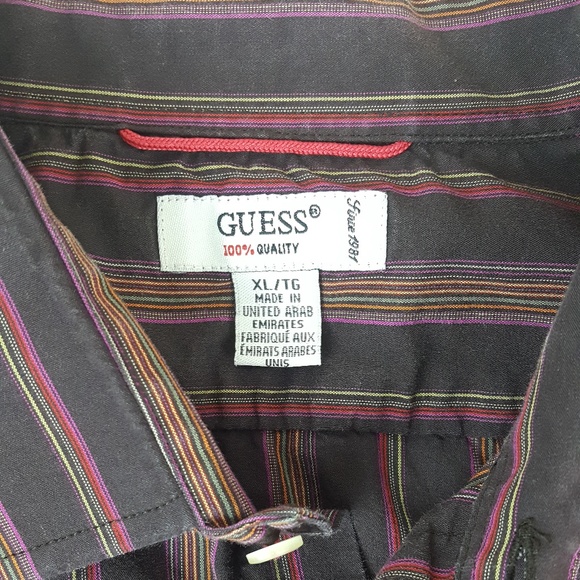 GUESS®
100% QUALITY
Since 1981
XL/TG
MADE IN
UNITED ARAB
EMIRATES
FABRIQUÉ AUX
ÉMIRATS ARABES
UNIS